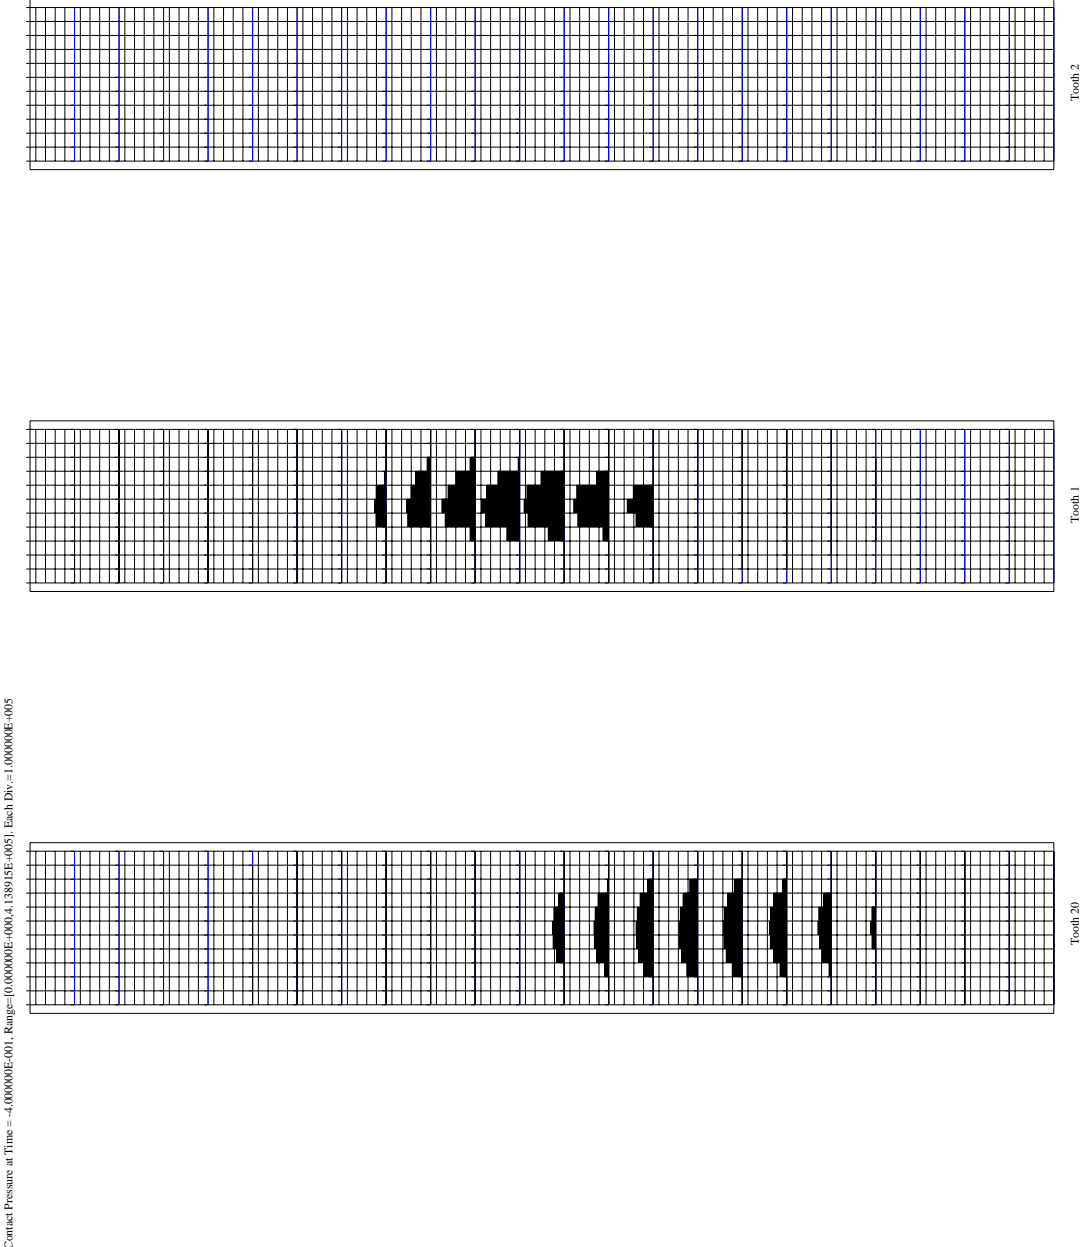 Contact Pressure at Time = -4.000000E-001, Range=[0.000000E+000,4.138915E+005], Each Div.=1.000000E+005
Tooth 20
Tooth 1
Tooth 2